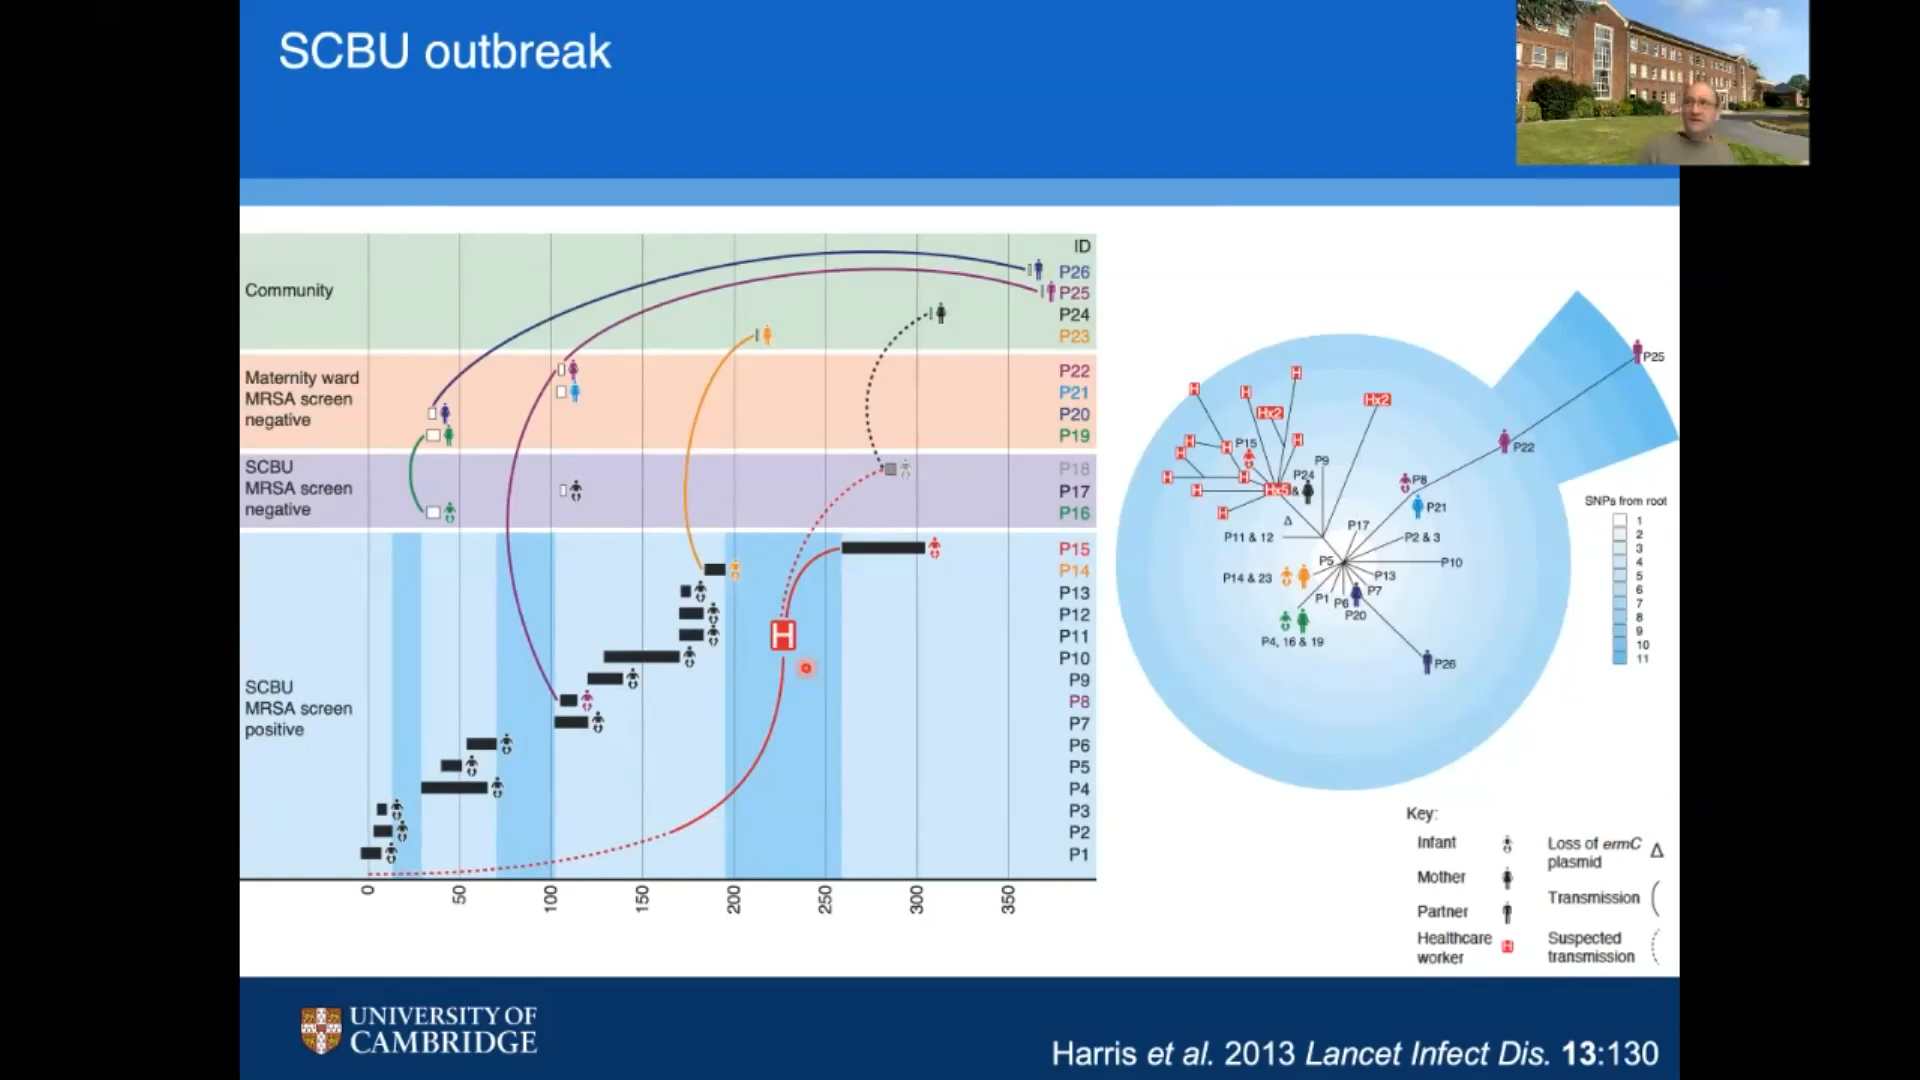 SCBU outbreak
Community
Maternity ward
MRSA screen
negative
SCBU
MRSA screen
negative
SCBU
MRSA screen
positive
ID
P26
P25
P24
P23
P22
P21
P20
P19
P18
P17
P16
P15
P14
P13
P12
P11
P10
P9
P8
P7
P6
P5
P4
P3
P2
P1
H
0
50
100
150
200
250
300
350
H
H
H
Hx2
Hx2
H
H
H
H
H
H
H
Hx5
&
H
P15
P24
P9
P25
P22
P8
P21
P17
P11 & 12
P2 & 3
P5
P10
P14 & 23
P13
P1
P6
P7
P20
P4, 16 & 19
P26
Δ
SNPs from root
1
2
3
4
5
6
7
8
9
10
11
Key:
Infant
Mother
Partner
Healthcare
worker
H
Loss of ermC
plasmid
Δ
Transmission
Suspected
transmission
UNIVERSITY OF
CAMBRIDGE
Harris et al. 2013 Lancet Infect Dis. 13:130